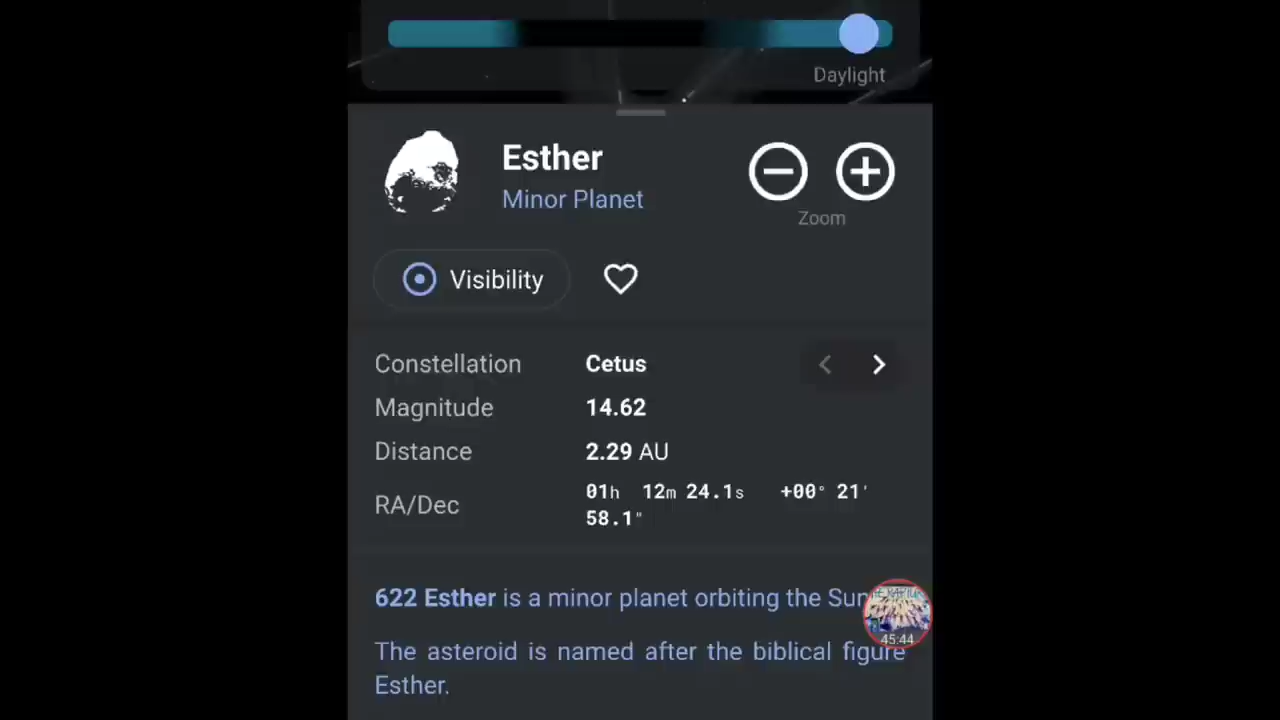 Daylight
Esther
Minor Planet
Zoom
Visibility
Constellation Cetus
Magnitude 14.62
Distance 2.29 AU
RA/Dec 01h 12m 24.1s +00° 21'
58.1"
622 Esther is a minor planet orbiting the Sun
45:44
The asteroid is named after the biblical figure
Esther.